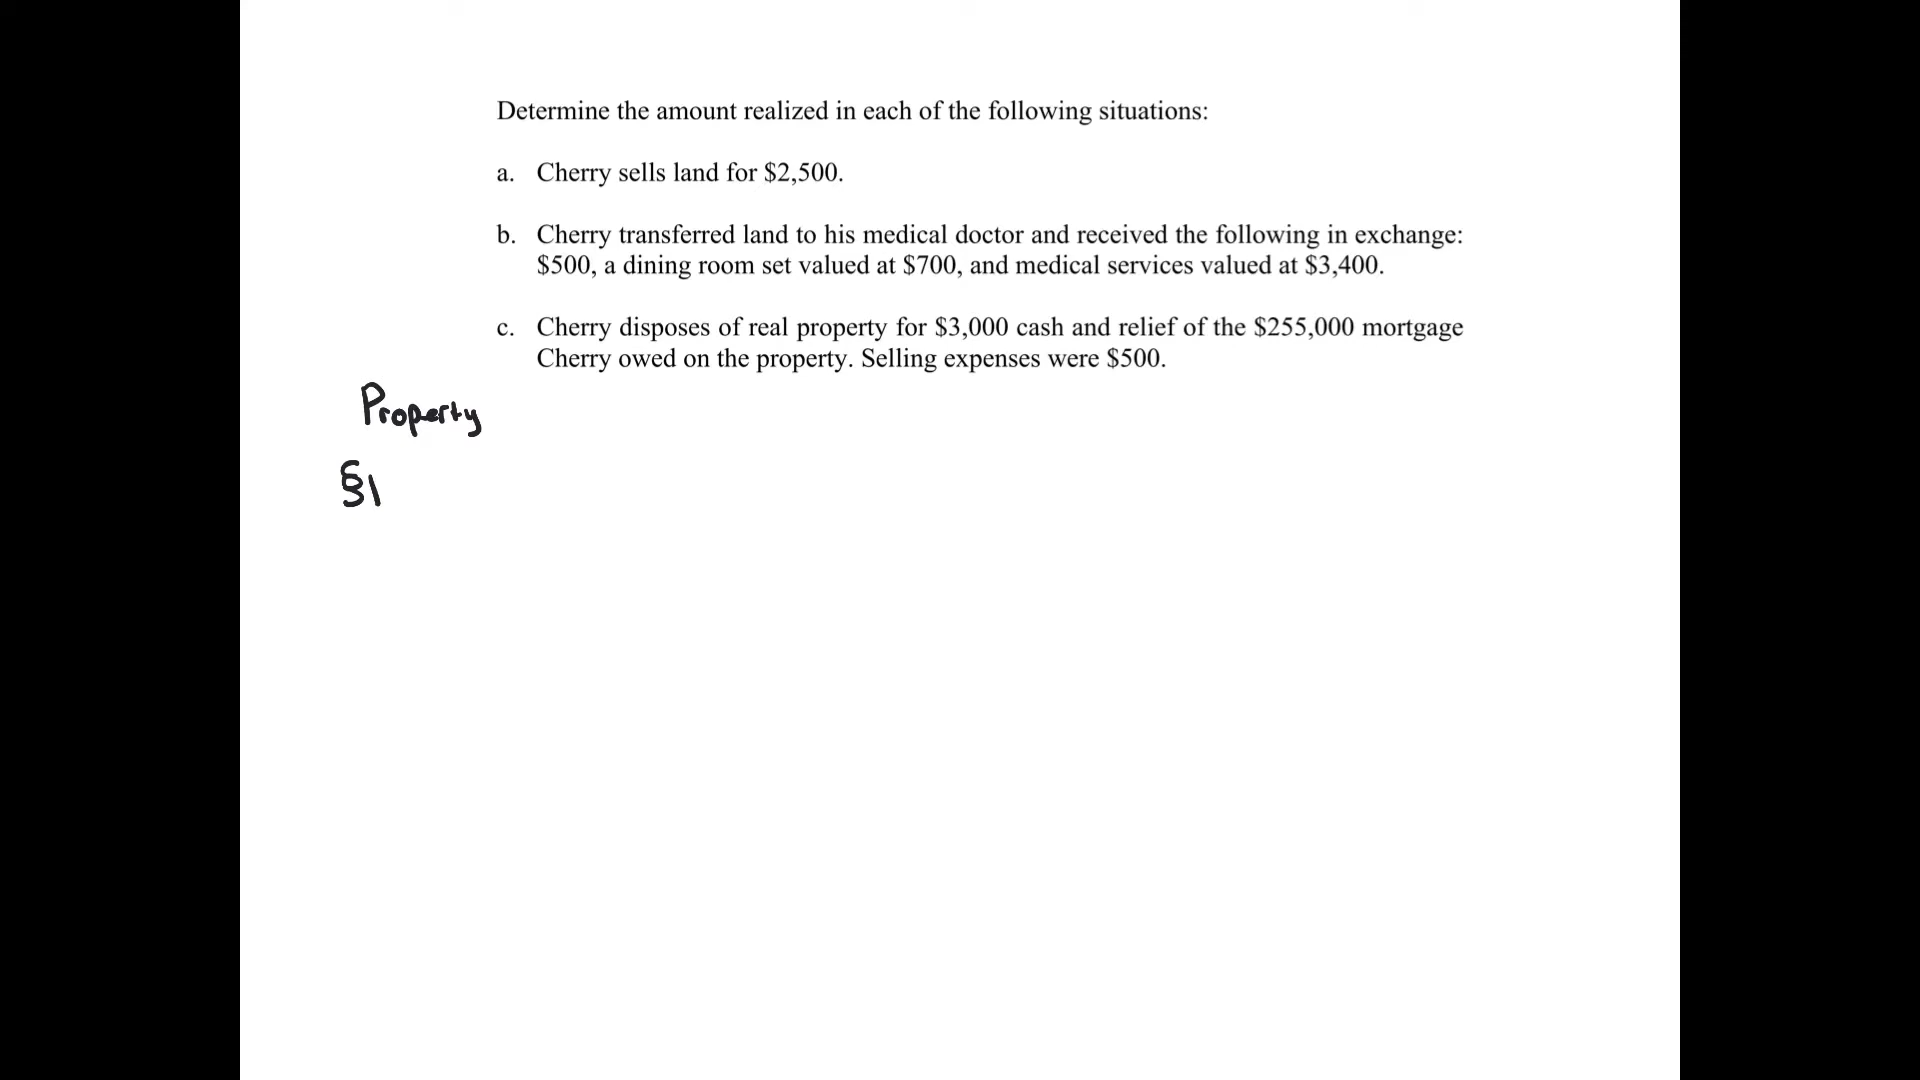 Determine the amount realized in each of the following situations:
a. Cherry sells land for $2,500.
b. Cherry transferred land to his medical doctor and received the following in exchange:
$500, a dining room set valued at $700, and medical services valued at $3,400.
c. Cherry disposes of real property for $3,000 cash and relief of the $255,000 mortgage
Cherry owed on the property. Selling expenses were $500.
Property
§1